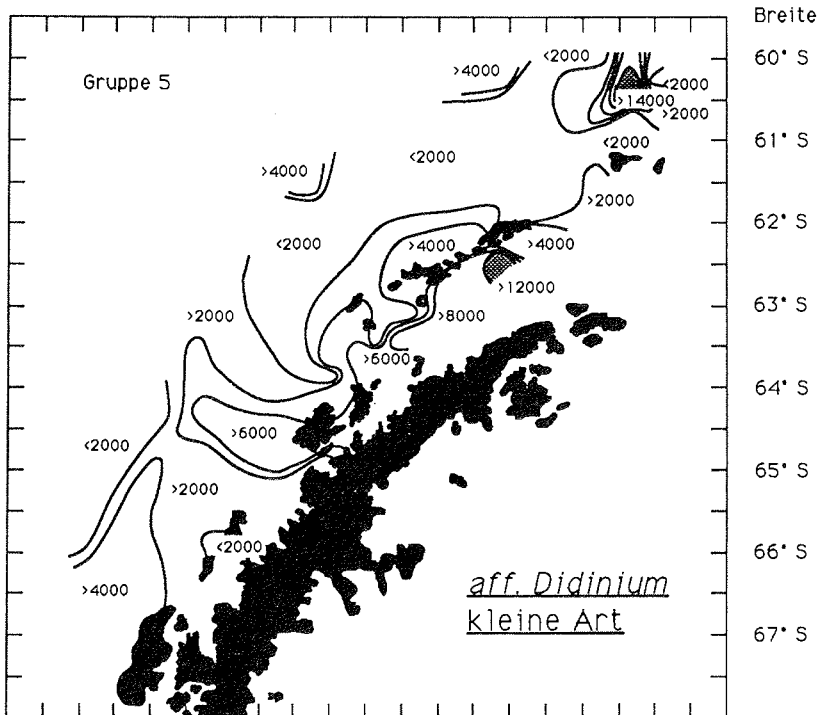 Breite
60° S
<2000
>4000
Gruppe 5
<2000
>14000
>2000
61° S
<2000
<2000
>4000
>2000
62° S
<2000
>4000
>4000
>12000
63° S
>2000
>8000
>6000
64° S
>6000
<2000
65° S
>2000
<2000
66° S
>4000
aff. Didinium
kleine Art
67° S